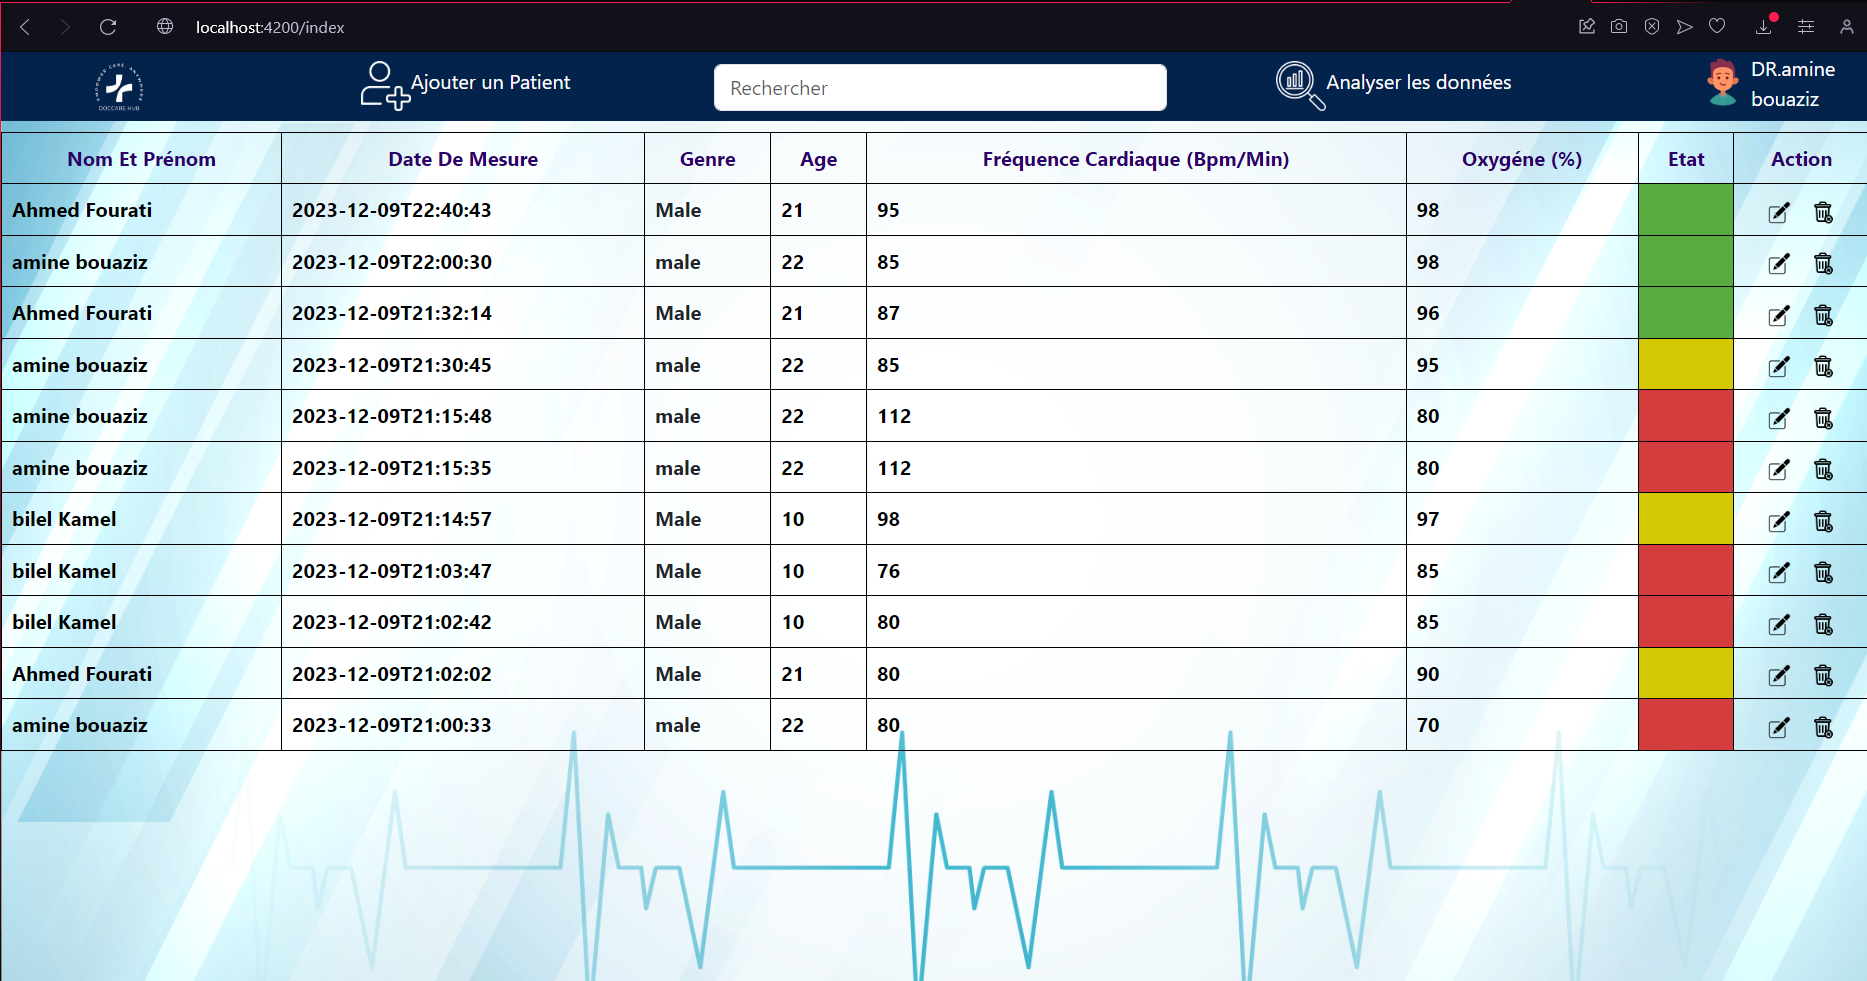 localhost:4200/index
DOCCARE HUB
Ajouter un Patient
Rechercher
Analyser les données
DR.amine
bouaziz
Nom Et Prénom Date De Mesure Genre Age Fréquence Cardiaque (Bpm/Min) Oxygéne (%) Etat Action
Ahmed Fourati 2023-12-09T22:40:43 Male 21 95 98
amine bouaziz 2023-12-09T22:00:30 male 22 85 98
Ahmed Fourati 2023-12-09T21:32:14 Male 21 87 96
amine bouaziz 2023-12-09T21:30:45 male 22 85 95
amine bouaziz 2023-12-09T21:15:48 male 22 112 80
amine bouaziz 2023-12-09T21:15:35 male 22 112 80
bilel Kamel 2023-12-09T21:14:57 Male 10 98 97
bilel Kamel 2023-12-09T21:03:47 Male 10 76 85
bilel Kamel 2023-12-09T21:02:42 Male 10 80 85
Ahmed Fourati 2023-12-09T21:02:02 Male 21 80 90
amine bouaziz 2023-12-09T21:00:33 male 22 80 70